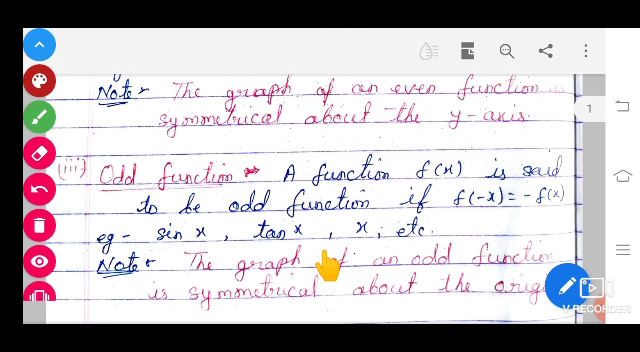 Note :- The graph of an even function is
symmetrical about the y-axis.
1
(iii) Odd function :- A function f(x) is said
to be odd function if f(-x) = - f(x)
eg - sin x, tan x, x, etc.
Note :- The graph of an odd function
is symmetrical about the origin
V RECORDER